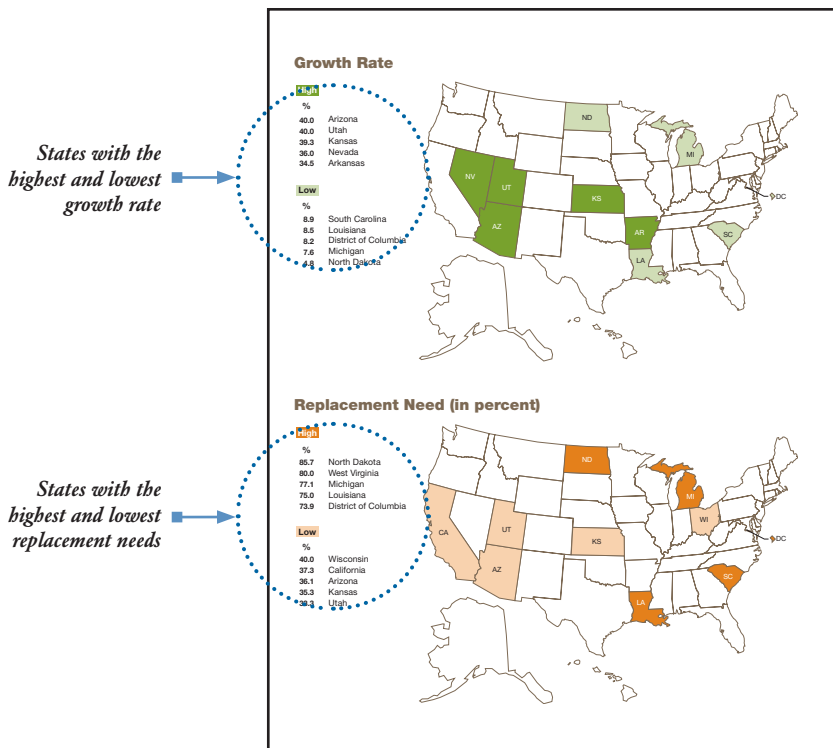 Growth Rate
High
%
40.0 Arizona
40.0 Utah
39.3 Kansas
36.0 Nevada
34.5 Arkansas
Low
%
8.9 South Carolina
8.5 Louisiana
8.2 District of Columbia
7.6 Michigan
4.8 North Dakota
States with the
highest and lowest
growth rate
ND
MI
NV
UT
KS
DC
AZ
AR
SC
LA
Replacement Need (in percent)
High
%
85.7 North Dakota
80.0 West Virginia
77.1 Michigan
75.0 Louisiana
73.9 District of Columbia
Low
%
40.0 Wisconsin
37.3 California
36.1 Arizona
35.3 Kansas
Utah
States with the
highest and lowest
replacement needs
ND
MI
CA
UT
WI
KS
DC
AZ
SC
LA